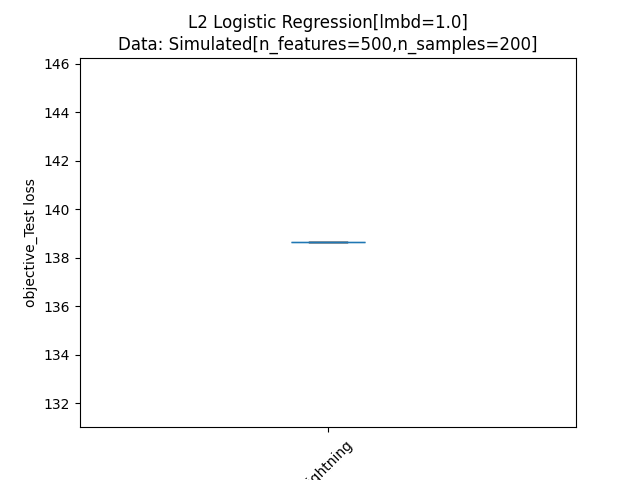 L2 Logistic Regression[lmbd=1.0]
Data: Simulated[n_features=500,n_samples=200]
146
144
142
140
138
136
134
132
objective_Test loss
ightning